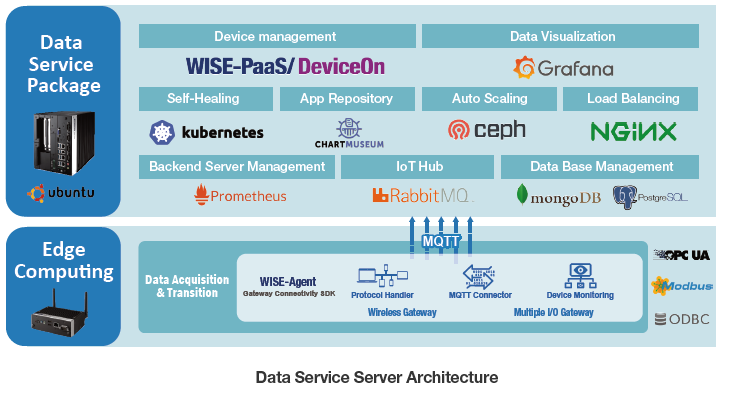 Data
Service
Package
ubuntu
Device management
Data Visualization
WISE-PaaS/ DeviceOn
Grafana
Self-Healing
App Repository
Auto Scaling
Load Balancing
kubernetes
CHARTMUSEUM
ceph
NGINX
Backend Server Management
IoT Hub
Data Base Management
Prometheus
RabbitMQ
mongoDB
PostgreSQL
MQTT
Edge
Computing
Data Acquisition
& Transition
WISE-Agent
Gateway Connectivity SDK
Protocol Handler
MQTT Connector
Device Monitoring
Wireless Gateway
Multiple I/O Gateway
OPC UA
Modbus
ODBC
Data Service Server Architecture